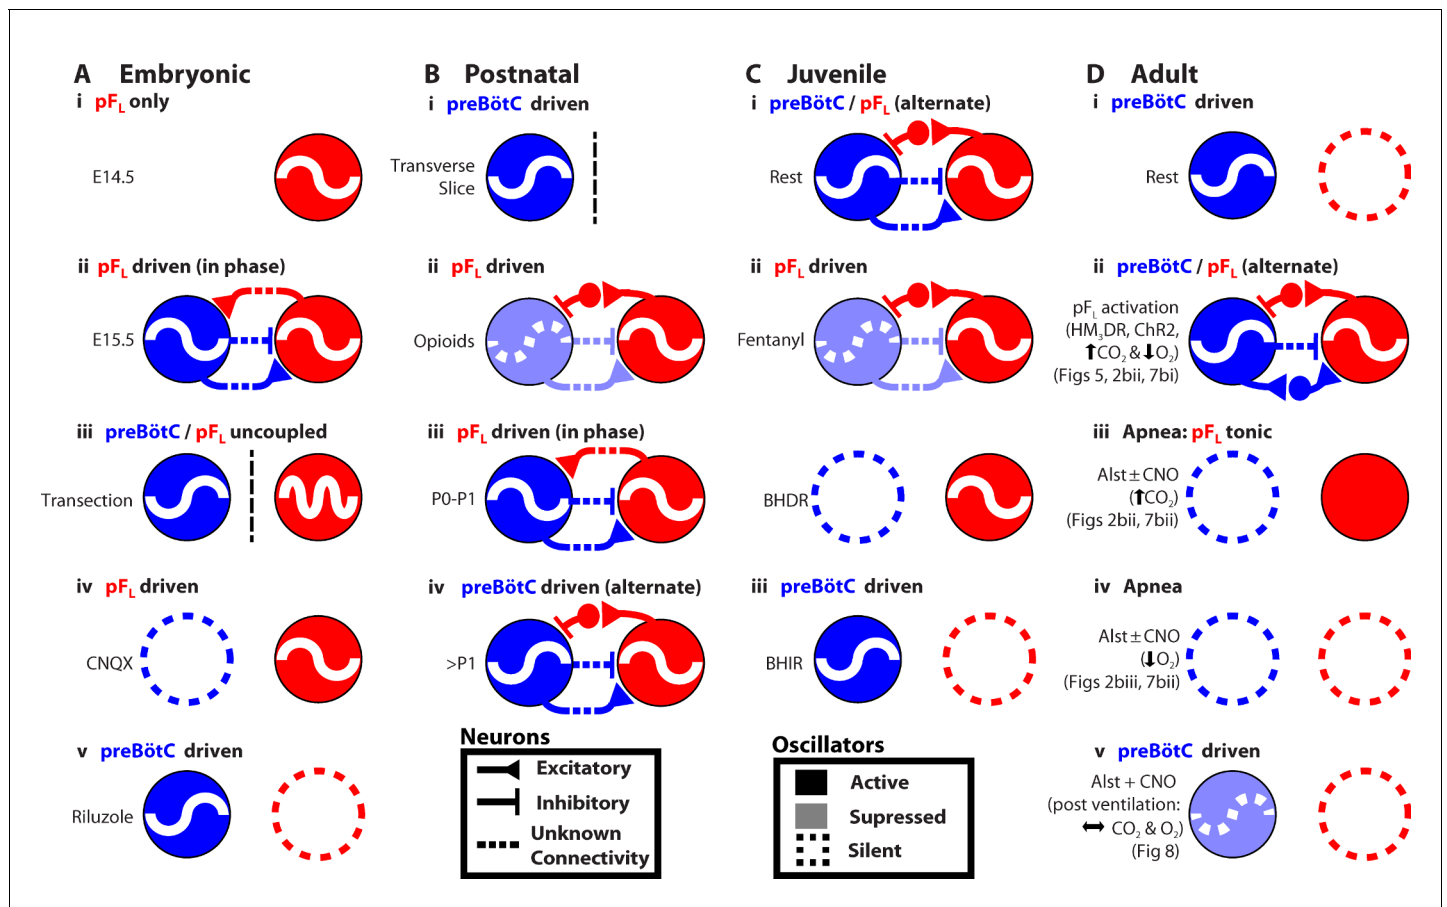 A Embryonic
i pFL only
E14.5
ii pFL driven (in phase)
E15.5
iii preBötC / pFL uncoupled
Transection
iv pFL driven
CNQX
v preBötC driven
Riluzole
B Postnatal
i preBötC driven
Transverse
Slice
ii pFL driven
Opioids
iii pFL driven (in phase)
P0-P1
iv preBötC driven (alternate)
>P1
Neurons
Excitatory
Inhibitory
Unknown
Connectivity
C Juvenile
i preBötC / pFL (alternate)
Rest
ii pFL driven
Fentanyl
BHDR
iii preBötC driven
BHIR
Oscillators
Active
Supressed
Silent
D Adult
i preBötC driven
Rest
ii preBötC / pFL (alternate)
pFL activation
(HM3DR, ChR2,
⬆CO2 & ⬇O2)
(Figs 5, 2bii, 7bi)
iii Apnea: pFL tonic
Alst ± CNO
(⬆CO2)
(Figs 2bii, 7bii)
iv Apnea
Alst ± CNO
(⬇O2)
(Figs 2biii, 7bii)
v preBötC driven
Alst + CNO
(post ventilation:
↔ CO2 & O2)
(Fig 8)